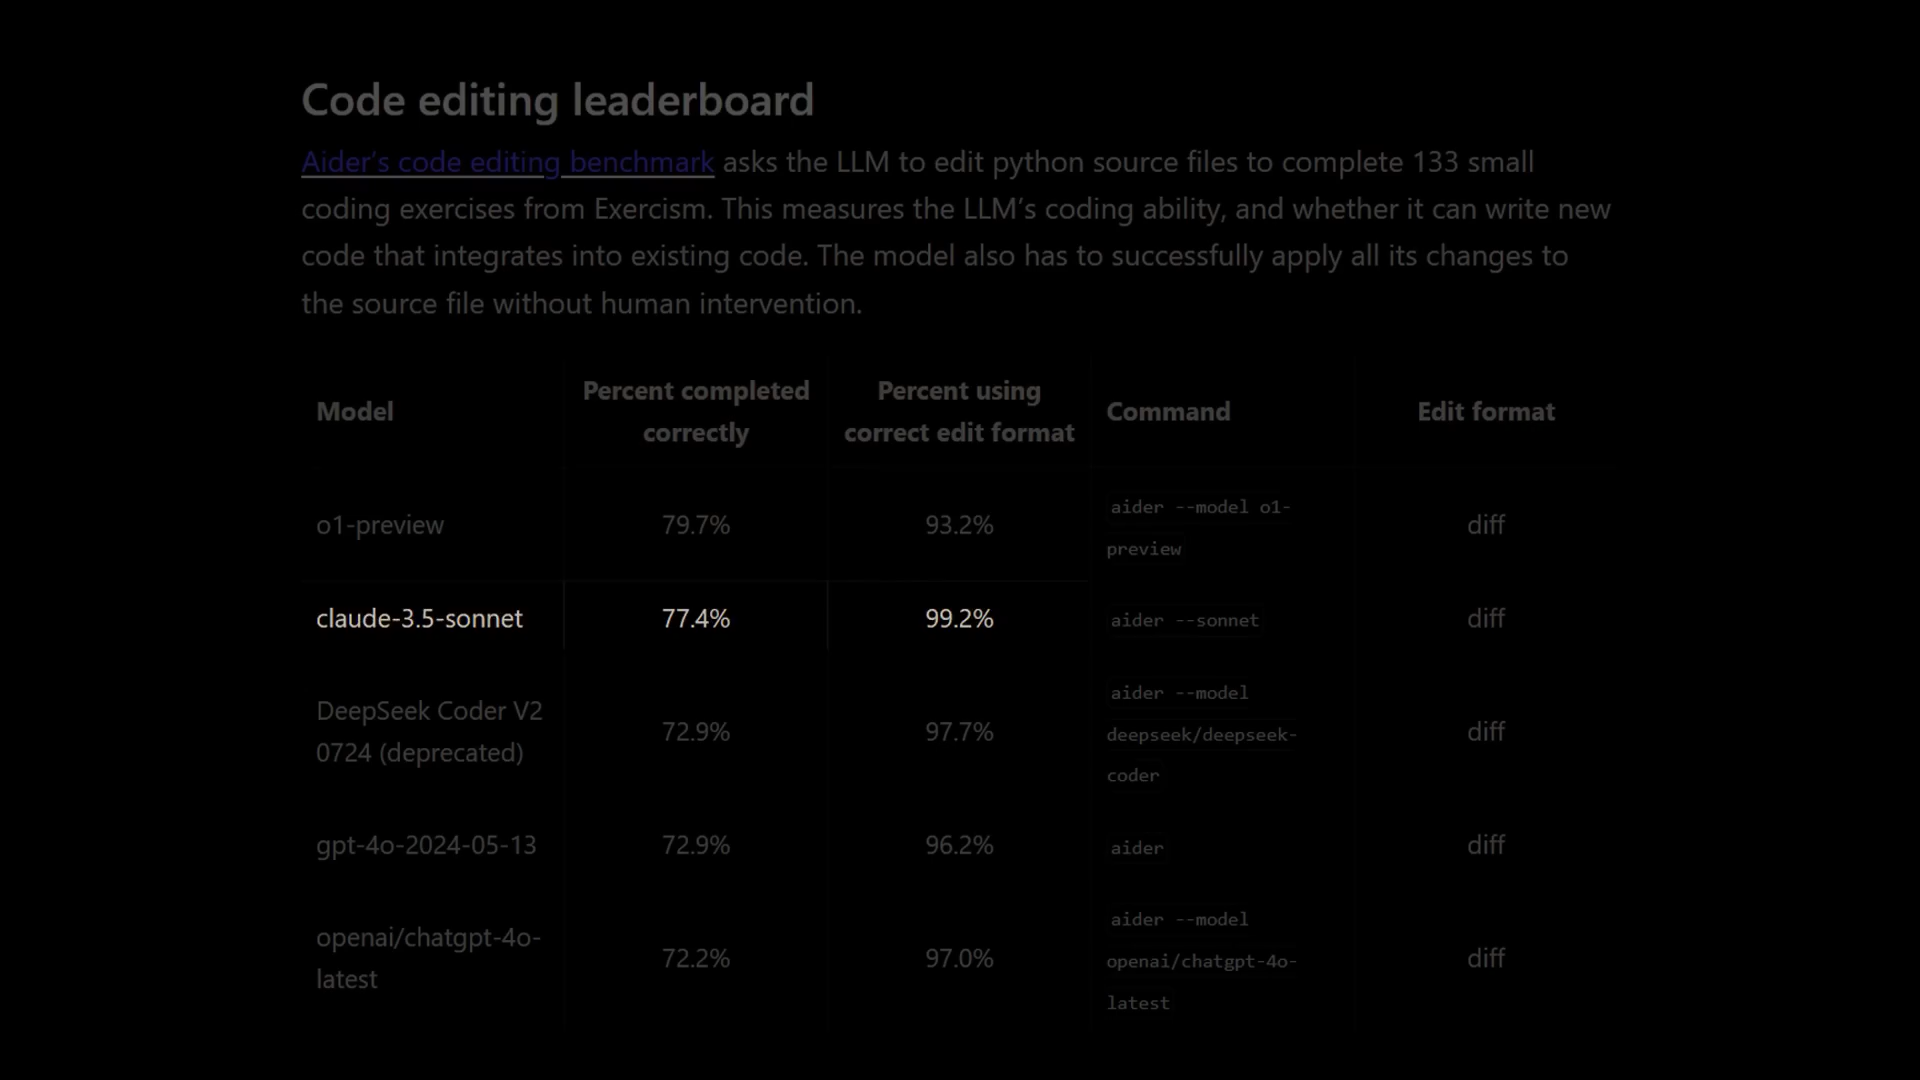 Code editing leaderboard
Aider’s code editing benchmark asks the LLM to edit python source files to complete 133 small
coding exercises from Exercism. This measures the LLM’s coding ability, and whether it can write new
code that integrates into existing code. The model also has to successfully apply all its changes to
the source file without human intervention.
Model
Percent completed
correctly
Percent using
correct edit format
Command
Edit format
o1-preview
79.7%
93.2%
aider --model o1-
preview
diff
claude-3.5-sonnet
77.4%
99.2%
aider --sonnet
diff
DeepSeek Coder V2
0724 (deprecated)
72.9%
97.7%
aider --model
deepseek/deepseek-
coder
diff
gpt-4o-2024-05-13
72.9%
96.2%
aider
diff
openai/chatgpt-4o-
latest
72.2%
97.0%
aider --model
openai/chatgpt-4o-
latest
diff